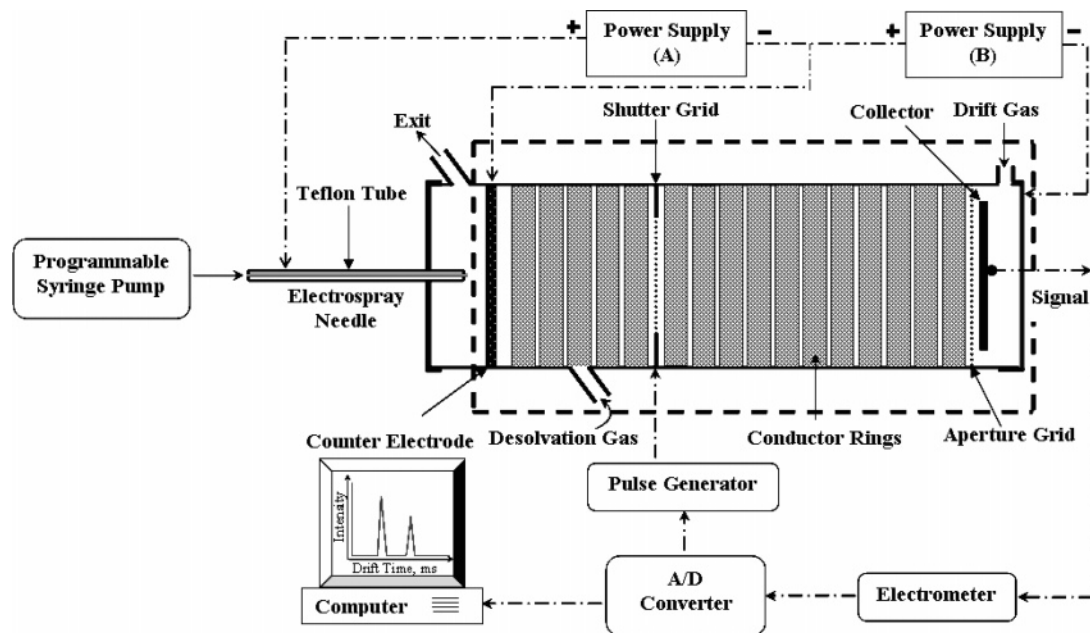 +
Power Supply
(A)
-
+
Power Supply
(B)
-
Exit
Shutter Grid
Collector
Drift Gas
Teflon Tube
Programmable
Syringe Pump
Electrospray
Needle
Signal
Counter Electrode
Desolvation Gas
Conductor Rings
Aperture Grid
Intensity
Drift Time, ms
Computer
Pulse Generator
A/D
Converter
Electrometer